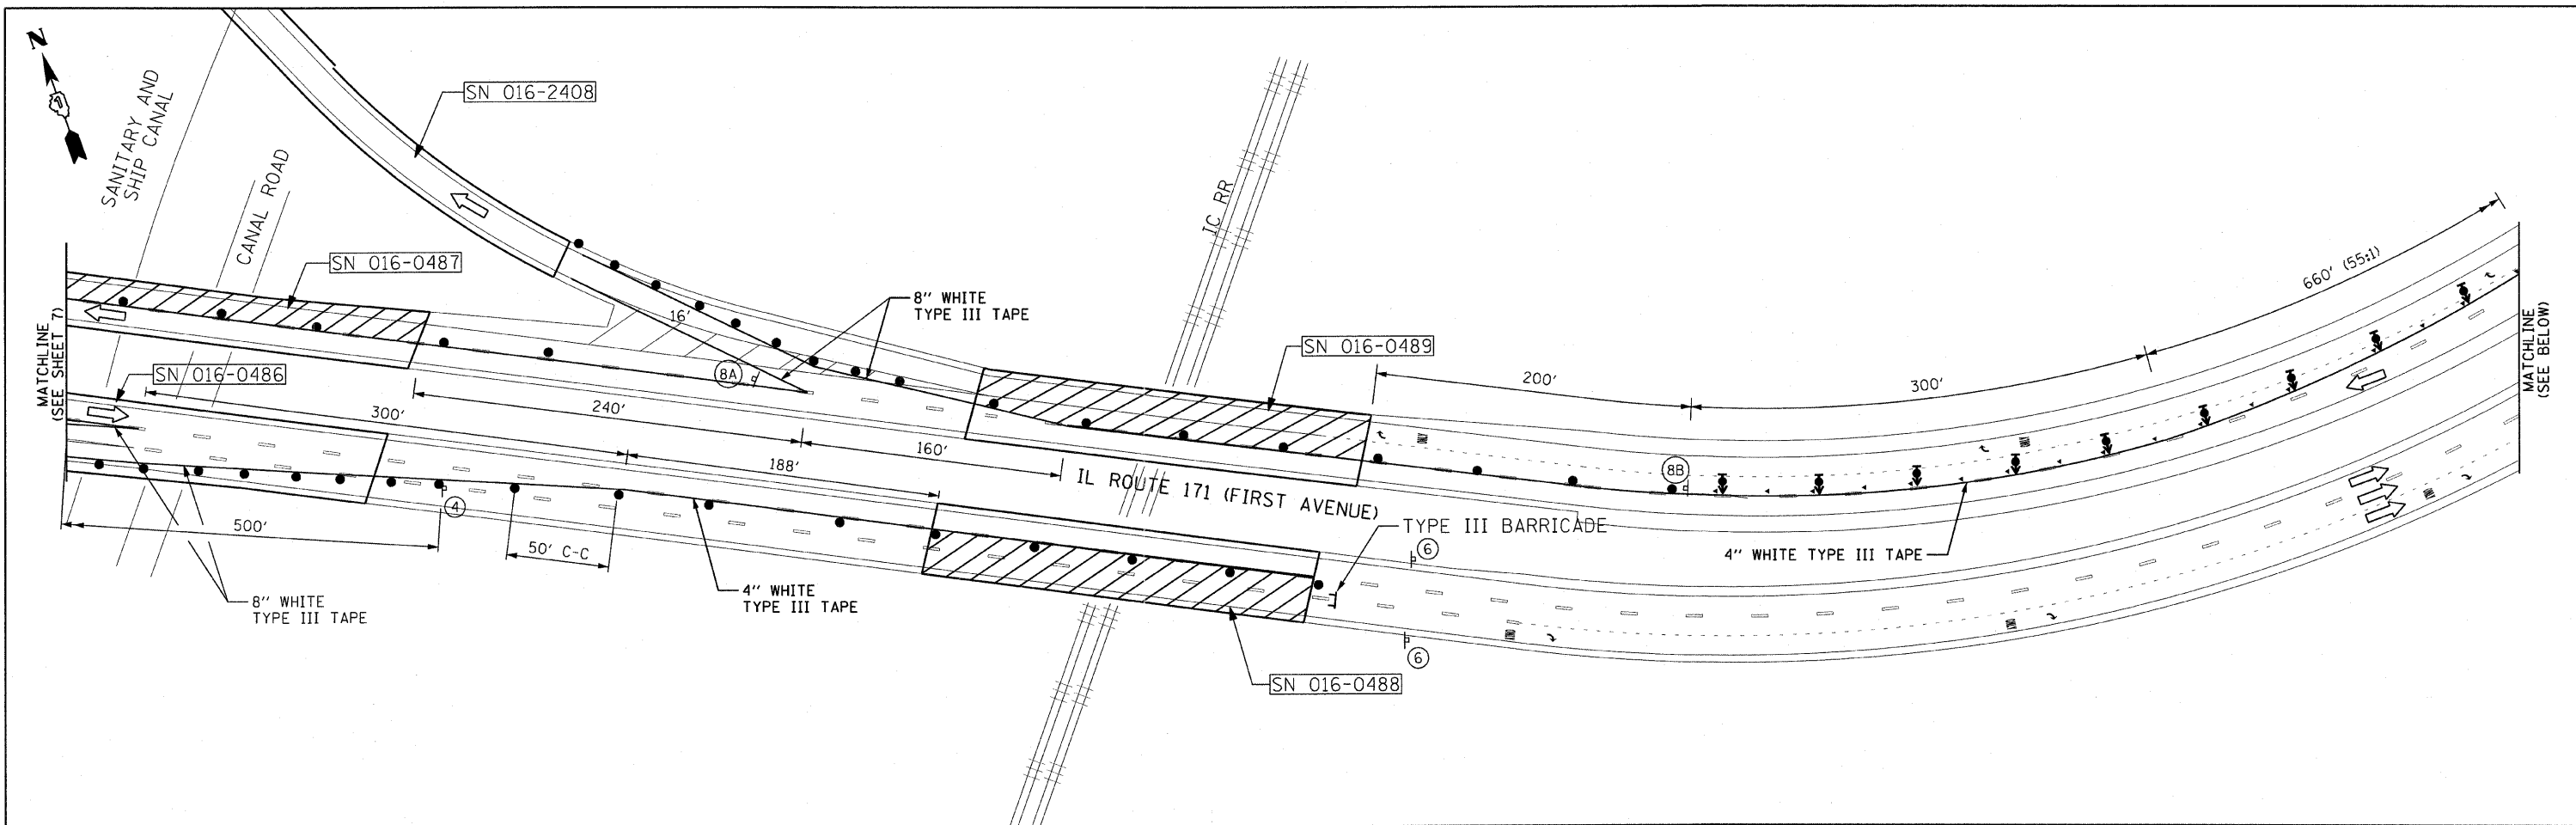 N
SANITARY AND
SHIP CANAL
CANAL ROAD
SN 016-2408
SN 016-0487
MATCHLINE
(SEE SHEET 7)
SN 016-0486
300'
240'
16'
8A
8" WHITE
TYPE III TAPE
IC RR
SN 016-0489
200'
300'
660' (55:1)
MATCHLINE
(SEE BELOW)
188'
160'
IL ROUTE 171 (FIRST AVENUE)
8B
4
500'
50' C-C
TYPE III BARRICADE
6
4" WHITE TYPE III TAPE
8" WHITE
TYPE III TAPE
4" WHITE
TYPE III TAPE
6
SN 016-0488